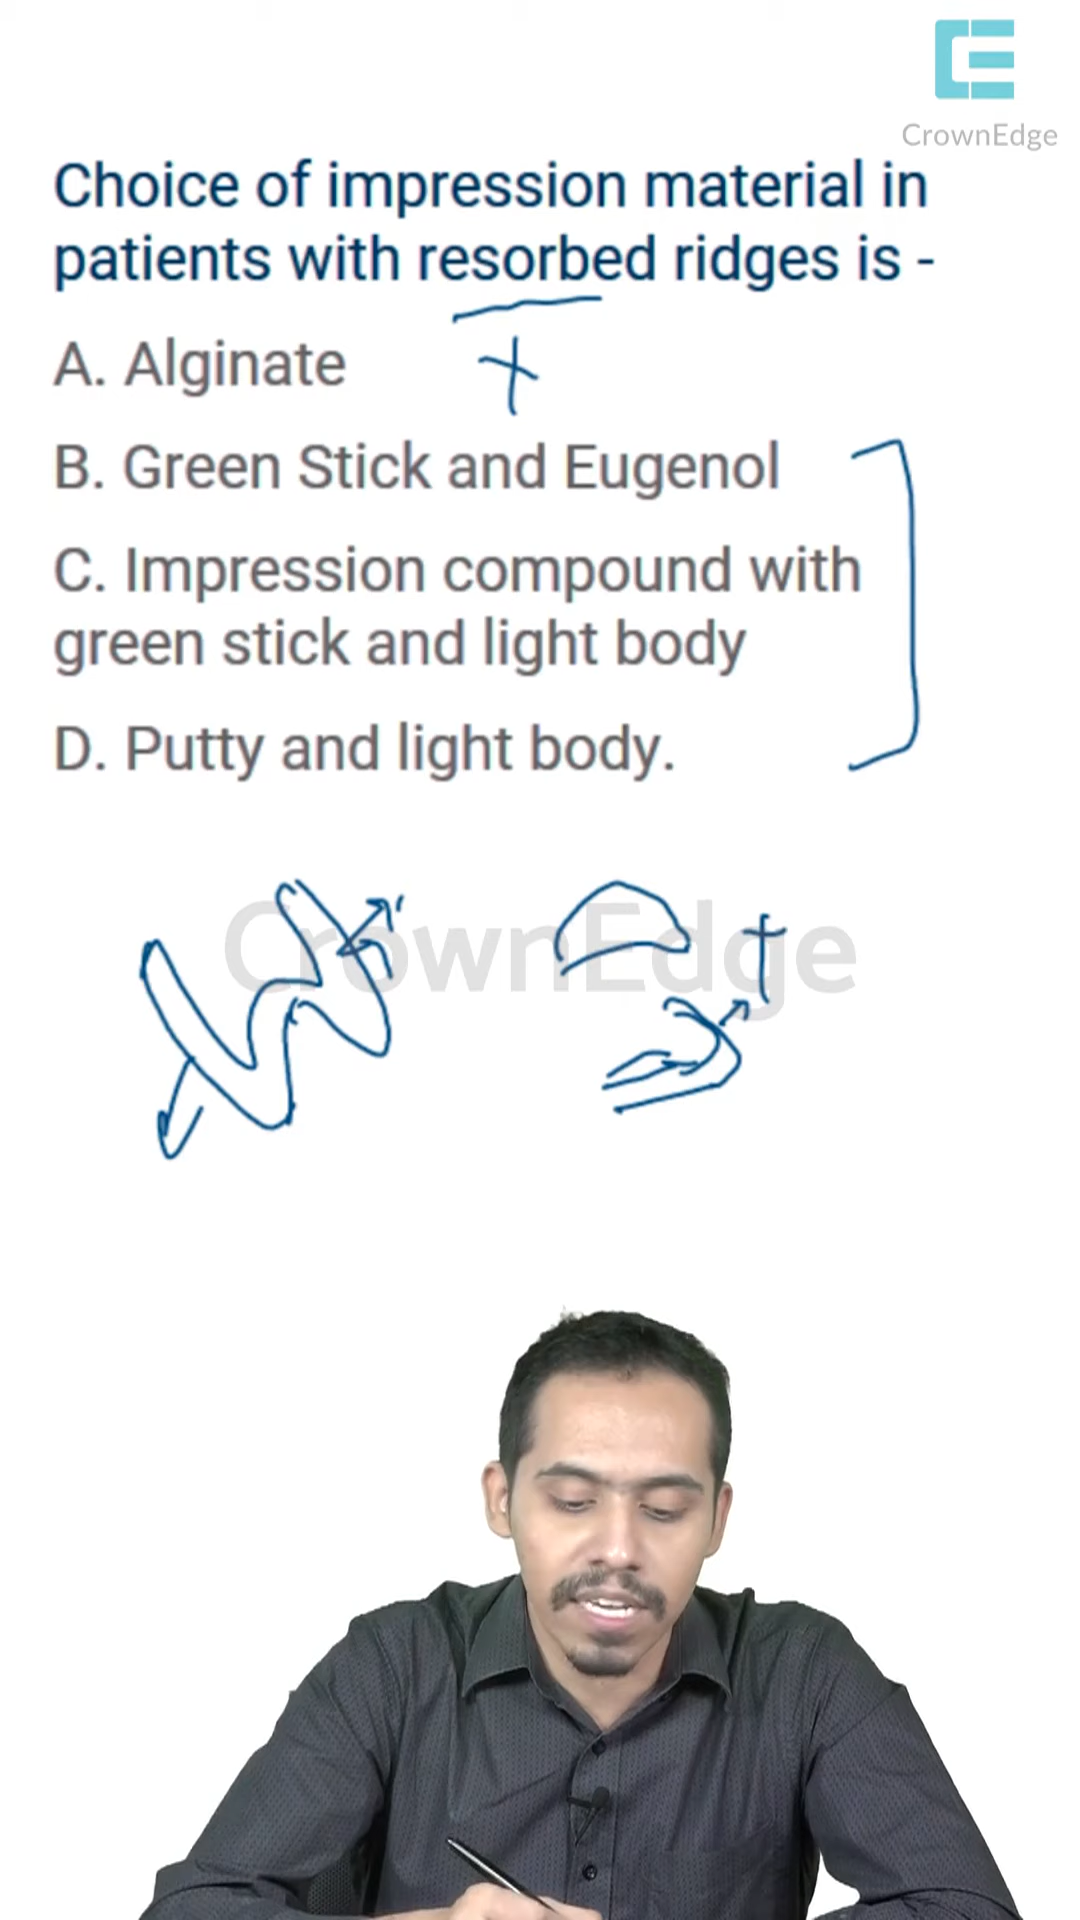 CrownEdge
Choice of impression material in
patients with resorbed ridges is -
A. Alginate
B. Green Stick and Eugenol
C. Impression compound with
green stick and light body
D. Putty and light body.
CrownEdge